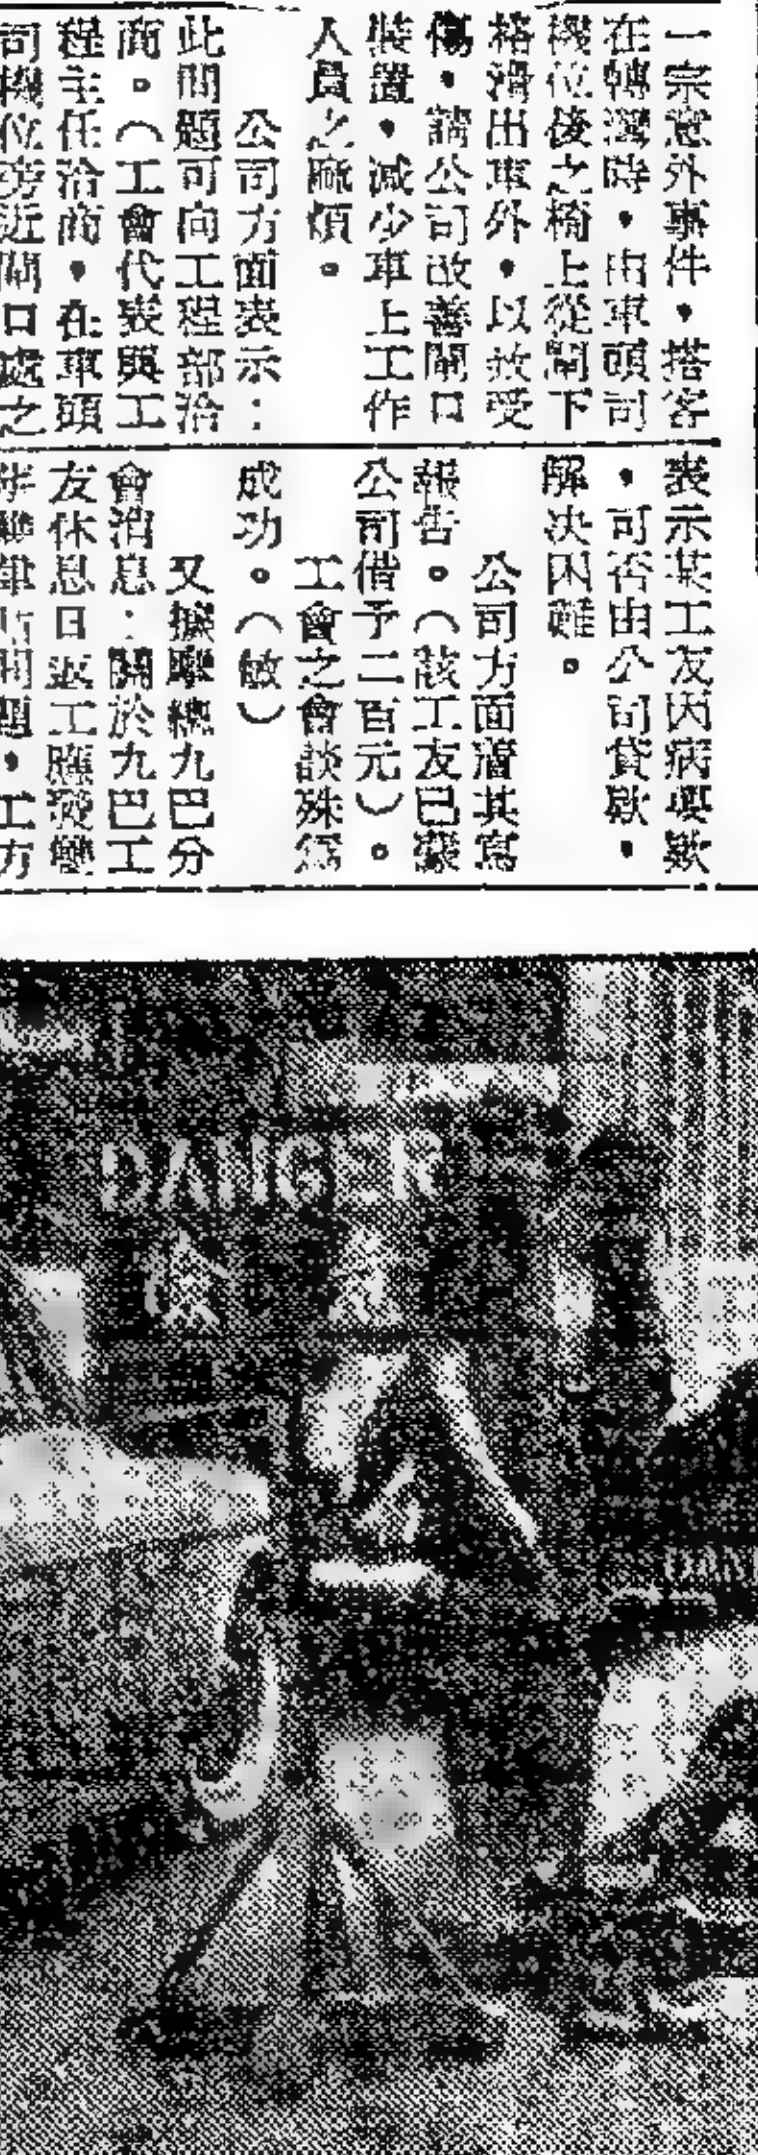 一宗意外事件，搭客
在轉灣時，由車頭司
機位後之椅上從閘下
格滑出車外，以致受
傷，請公司改善閘口
裝置，減少車上工作
人員之麻煩。
公司方面表示：
此問題可向工程部洽
商。（工會代表與工
程主任洽商，在車頭
司機位旁近閘口處之
表示某工友因病要欵
，可否由公司貸欵，
解决困難。
公司方面着其寫
報告。（該工友已蒙
公司借予二百元）。
工會之會談殊爲
成功。（敏）
又據聯總九巴分
會消息：關於九巴工
友休息日返工應發雙
問題，工方
DANGER
險危
DAN